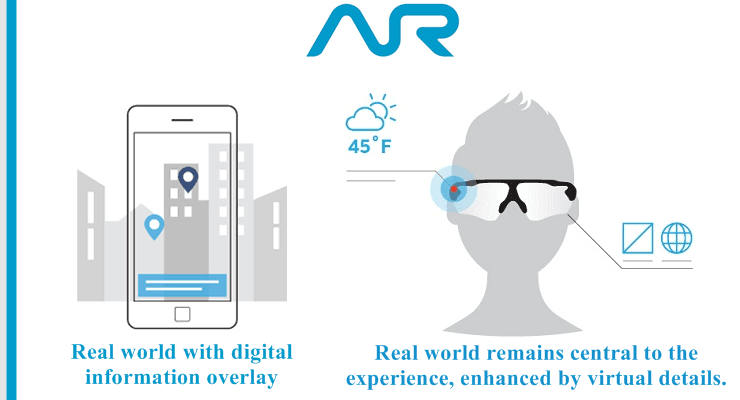 AR
45°F
Real world with digital
information overlay
Real world remains central to the
experience, enhanced by virtual details.